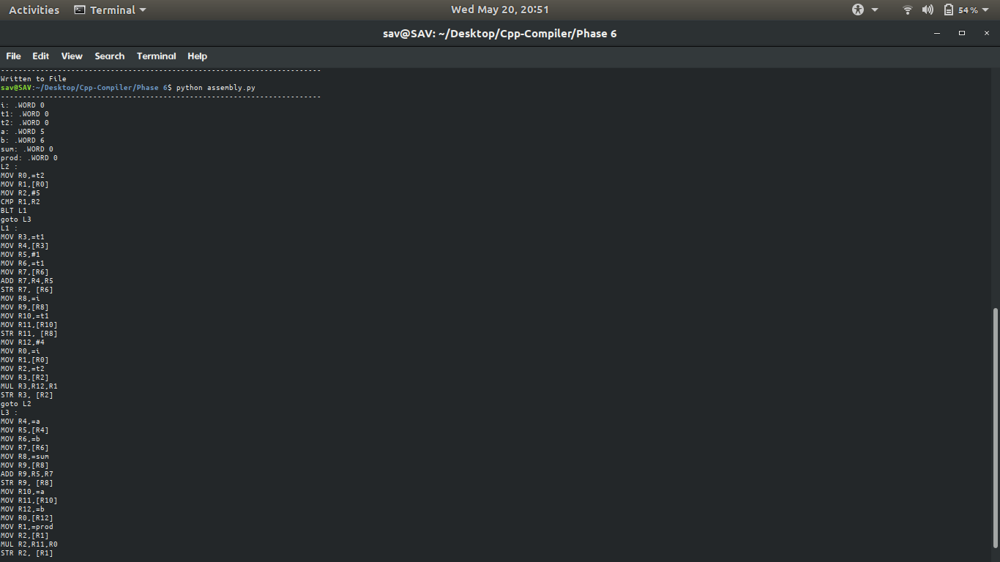 Activities Terminal Wed May 20, 20:51 54%
sav@SAV: ~/Desktop/Cpp-Compiler/Phase 6
File Edit View Search Terminal Help
-------------------------------------------------------------------------
Written to File
sav@SAV:~/Desktop/Cpp-Compiler/Phase 6$ python assembly.py
-------------------------------------------------------------------------
i: .WORD 0
t1: .WORD 0
t2: .WORD 0
a: .WORD 5
b: .WORD 6
sum: .WORD 0
prod: .WORD 0
L2 :
MOV R0,=t2
MOV R1,[R0]
MOV R2,#5
CMP R1,R2
BLT L1
goto L3
L1 :
MOV R3,=t1
MOV R4,[R3]
MOV R5,#1
MOV R6,=t1
MOV R7,[R6]
ADD R7,R4,R5
STR R7, [R6]
MOV R8,=i
MOV R9,[R8]
MOV R10,=t1
MOV R11,[R10]
STR R11, [R8]
MOV R12,#4
MOV R0,=i
MOV R1,[R0]
MOV R2,=t2
MOV R3,[R2]
MUL R3,R12,R1
STR R3, [R2]
goto L2
L3 :
MOV R4,=a
MOV R5,[R4]
MOV R6,=b
MOV R7,[R6]
MOV R8,=sum
MOV R9,[R8]
ADD R9,R5,R7
STR R9, [R8]
MOV R10,=a
MOV R11,[R10]
MOV R12,=b
MOV R0,[R12]
MOV R1,=prod
MOV R2,[R1]
MUL R2,R11,R0
STR R2, [R1]